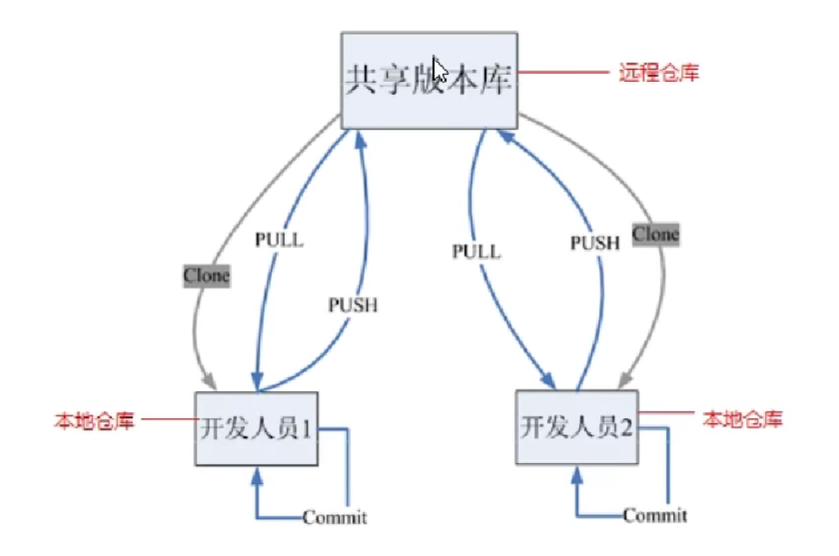 共享版本库
远程仓库
PULL
PUSH
Clone
PULL
PUSH
Clone
本地仓库
开发人员1
开发人员2
本地仓库
Commit
Commit